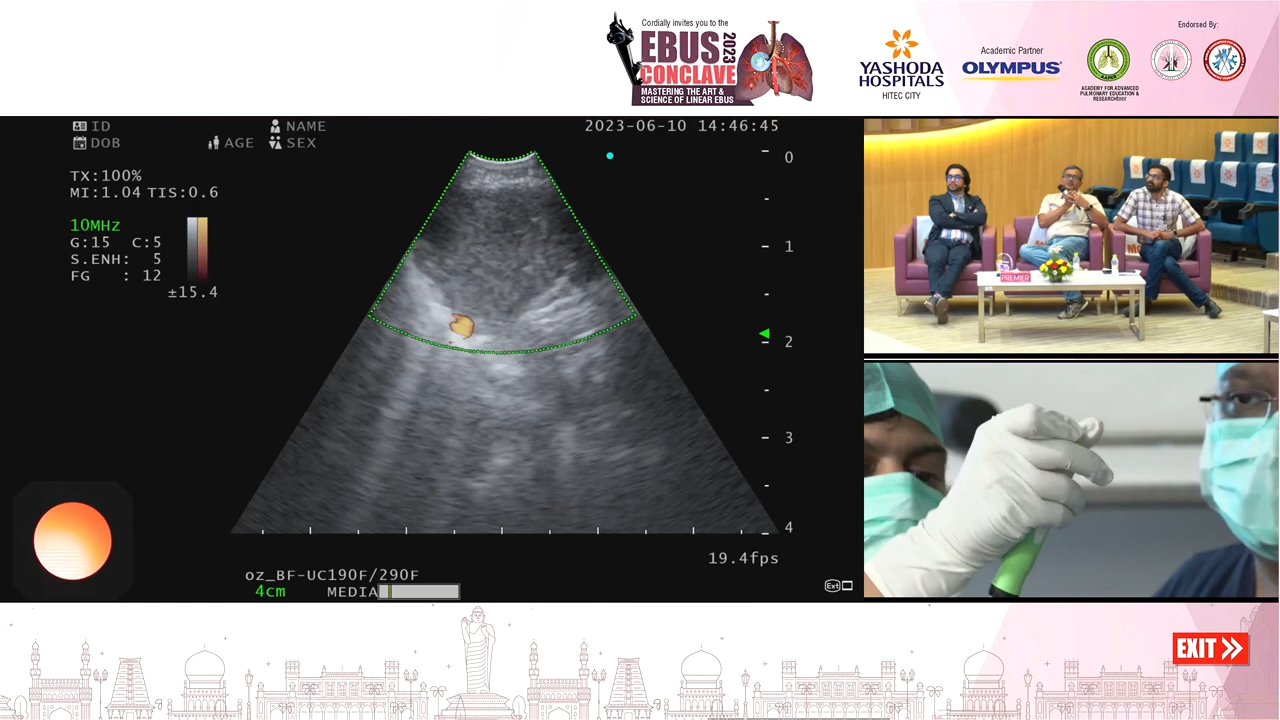 Cordially invites you to the
EBUS 2023
CONCLAVE
MASTERING THE ART &
SCIENCE OF LINEAR EBUS
YASHODA
HOSPITALS
HITEC CITY
Academic Partner
OLYMPUS
Endorsed By:
ACADEMY FOR ADVANCED
PULMONARY EDUCATION &
ID NAME
DOB AGE SEX
2023-06-10 14:46:45
TX:100%
MI:1.04 TIS:0.6
10MHz
G:15 C:5
S.ENH: 5
FG : 12
±15.4
0
1
2
3
4
19.4fps
oz_BF-UC190F/290F
4cm MEDIA
Ext
PREMIER
EXIT